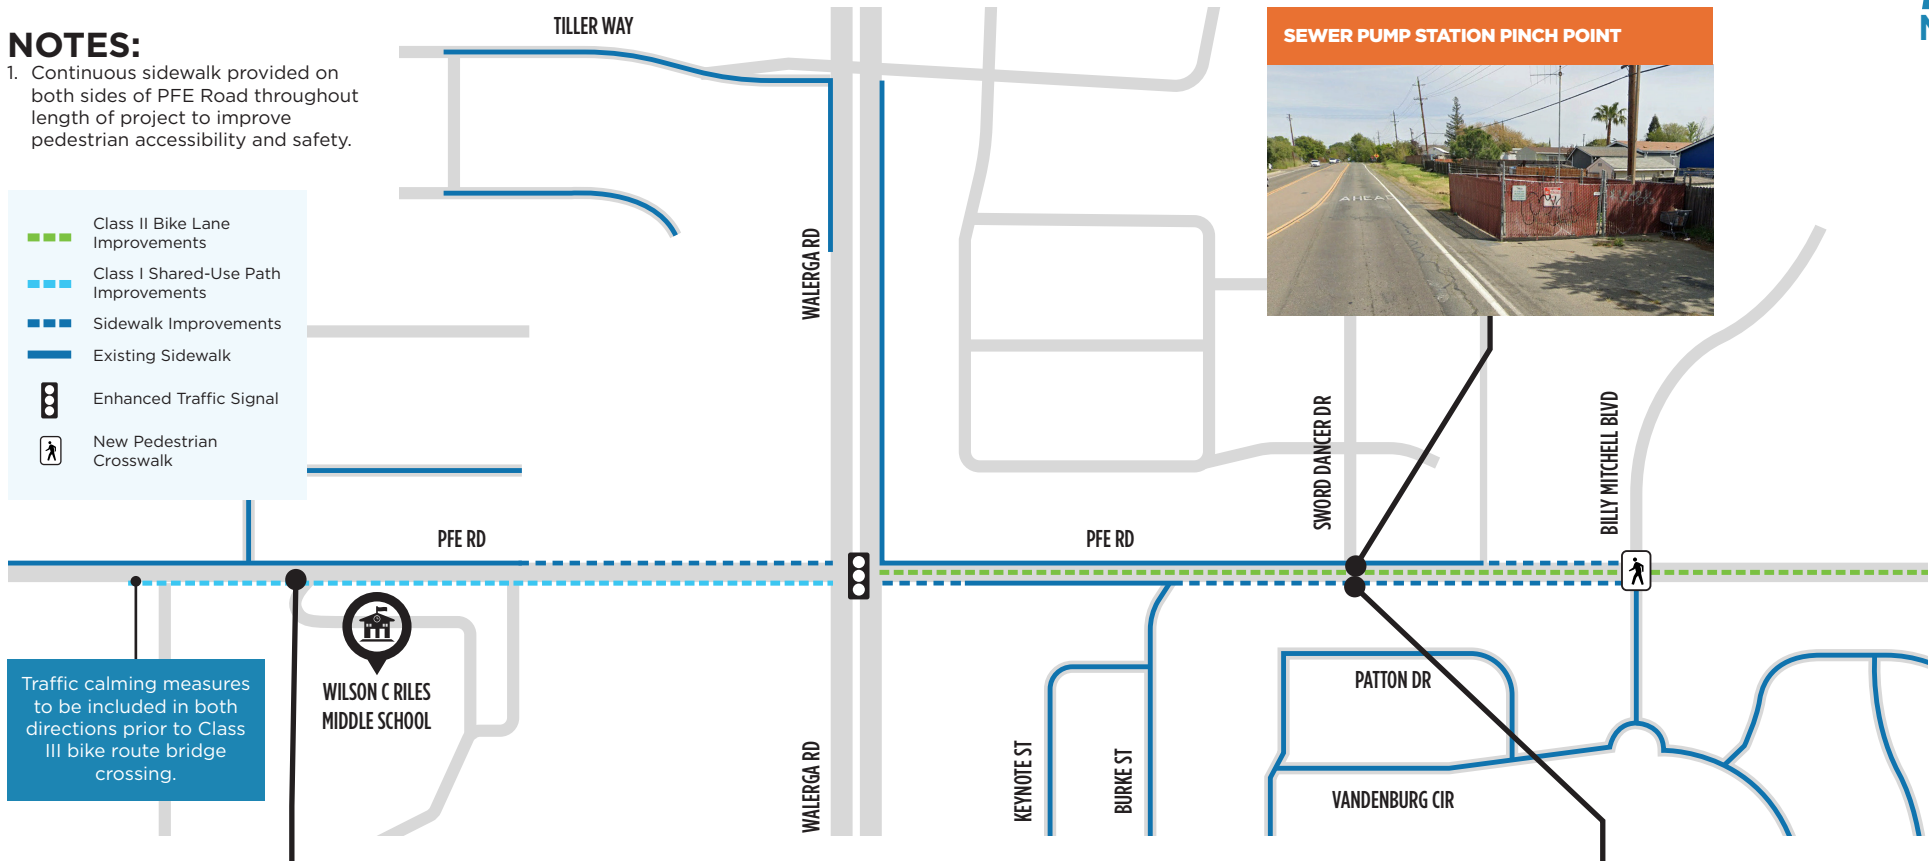 NOTES:
1. Continuous sidewalk provided on
both sides of PFE Road throughout
length of project to improve
pedestrian accessibility and safety.
Class II Bike Lane
Improvements
Class I Shared-Use Path
Improvements
Sidewalk Improvements
Existing Sidewalk
Enhanced Traffic Signal
New Pedestrian
Crosswalk
TILLER WAY
WALERGA RD
SEWER PUMP STATION PINCH POINT
AHEAD
SWORD DANCER DR
BILLY MITCHELL BLVD
PFE RD
PFE RD
WILSON C RILES
MIDDLE SCHOOL
Traffic calming measures
to be included in both
directions prior to Class
III bike route bridge
crossing.
WALERGA RD
KEYNOTE ST
BURKE ST
PATTON DR
VANDENBURG CIR